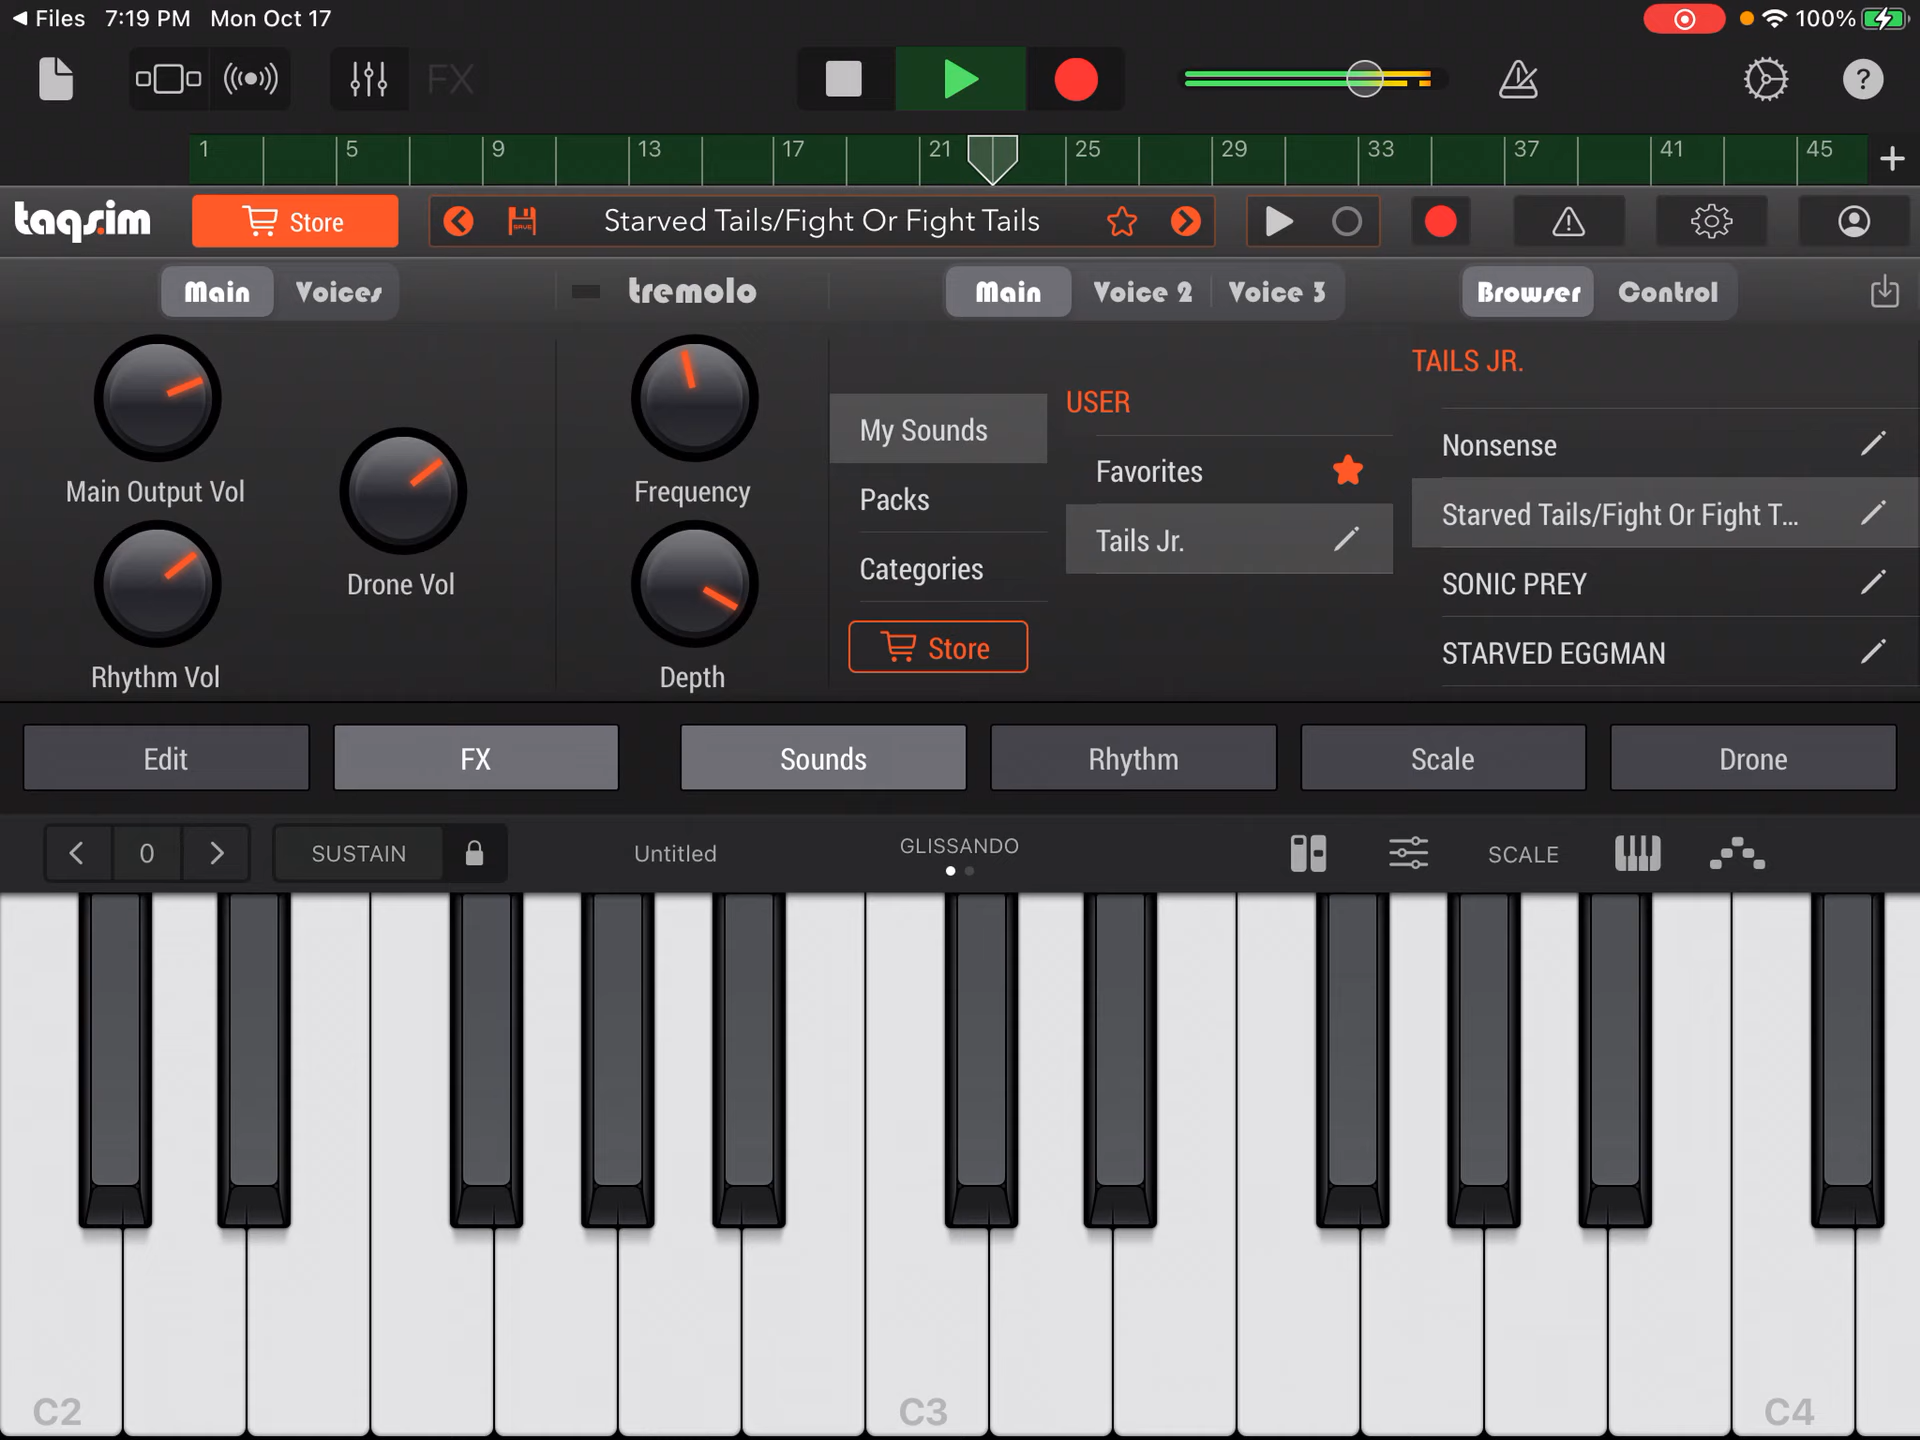 Files 7:19 PM Mon Oct 17 100%
FX
1 5 9 13 17 21 25 29 33 37 41 45
taqs.im Store SAVE Starved Tails/Fight Or Fight Tails
Main Voices tremolo Main Voice 2 Voice 3 Browser Control
TAILS JR.
USER
My Sounds
Nonsense
Favorites
Main Output Vol
Frequency
Packs
Starved Tails/Fight Or Fight T...
Tails Jr.
Categories
Drone Vol
SONIC PREY
Store
STARVED EGGMAN
Rhythm Vol
Depth
Edit FX Sounds Rhythm Scale Drone
0 SUSTAIN Untitled GLISSANDO SCALE
C2 C3 C4